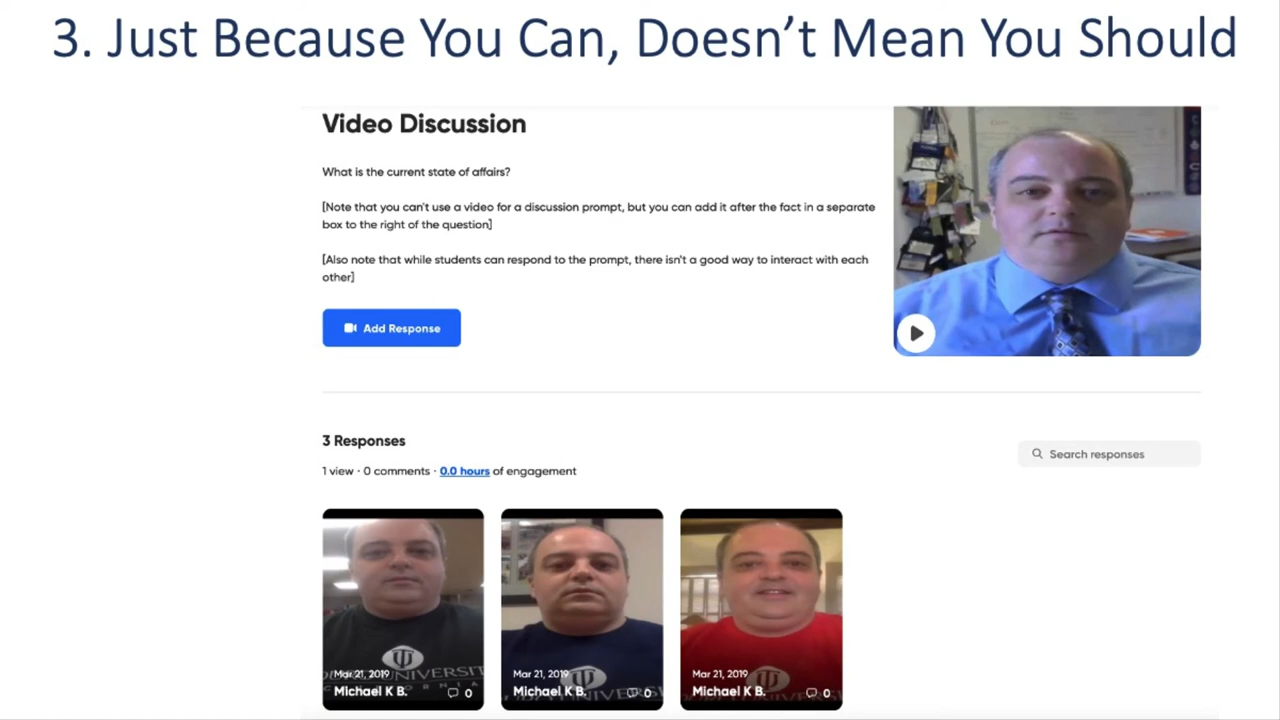 3. Just Because You Can, Doesn’t Mean You Should
Video Discussion
What is the current state of affairs?
[Note that you can't use a video for a discussion prompt, but you can add it after the fact in a separate
box to the right of the question]
[Also note that while students can respond to the prompt, there isn't a good way to interact with each
other]
Add Response
3 Responses
1 view · 0 comments · 0.0 hours of engagement
Search responses
Mar 21, 2019
Michael K B.
0
Mar 21, 2019
Michael K B.
0
Mar 21, 2019
Michael K B.
0